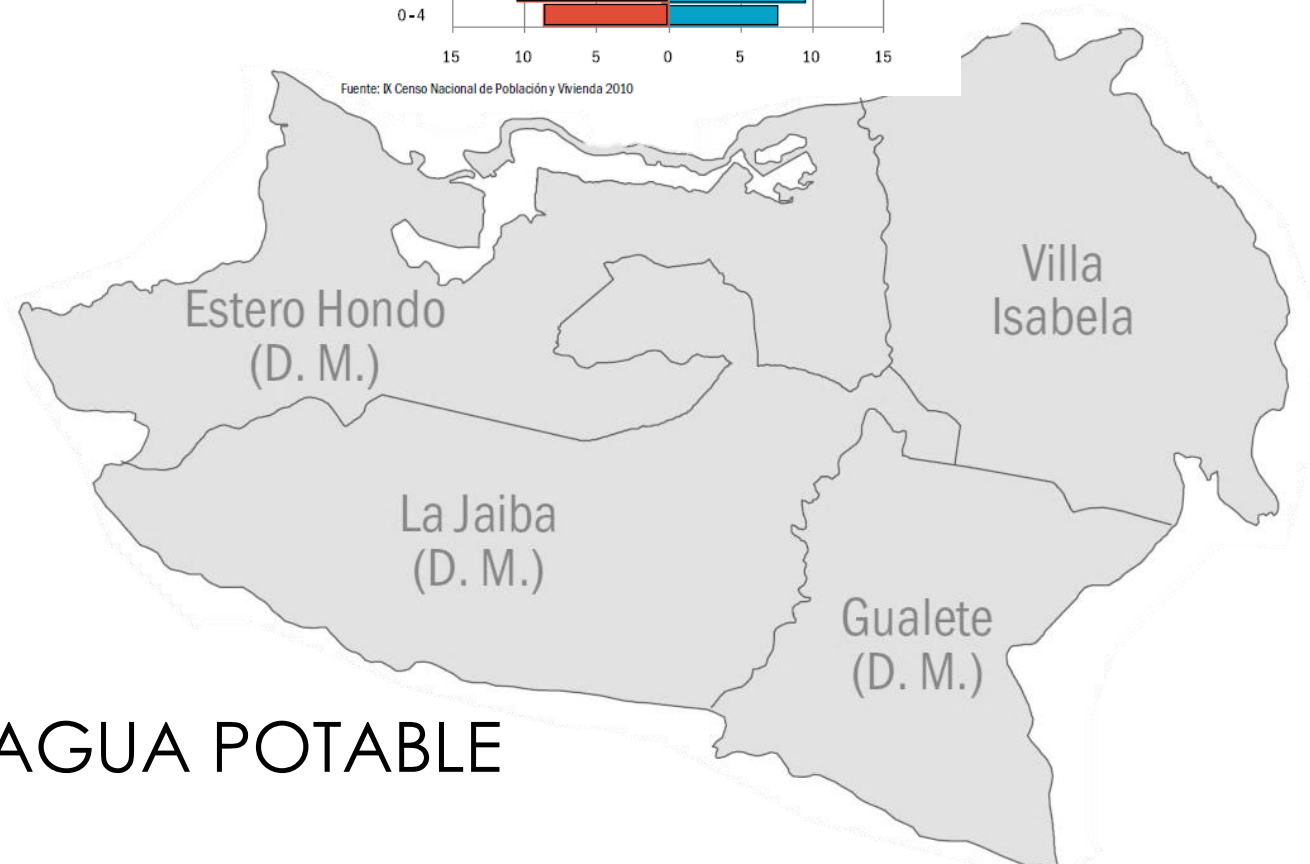 0-4
15 10 5 0 5 10 15
Fuente: IX Censo Nacional de Población y Vivienda 2010
Villa
Isabela
Estero Hondo
(D. M.)
La Jaiba
(D. M.)
Gualete
(D. M.)
AGUA POTABLE